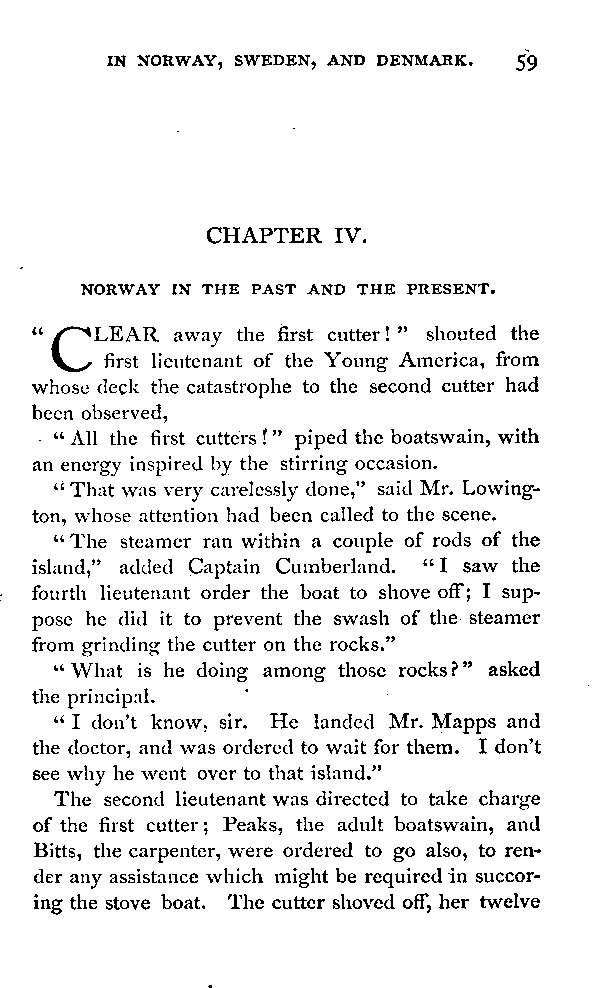 IN NORWAY, SWEDEN, AND DENMARK. 59
CHAPTER IV.
NORWAY IN THE PAST AND THE PRESENT.
"CLEAR away the first cutter!" shouted the
first lieutenant of the Young America, from
whose deck the catastrophe to the second cutter had
been observed,
"All the first cutters!" piped the boatswain, with
an energy inspired by the stirring occasion.
"That was very carelessly done," said Mr. Lowing-
ton, whose attention had been called to the scene.
"The steamer ran within a couple of rods of the
island," added Captain Cumberland. "I saw the
fourth lieutenant order the boat to shove off; I sup-
pose he did it to prevent the swash of the steamer
from grinding the cutter on the rocks."
"What is he doing among those rocks?" asked
the principal.
"I don't know, sir. He landed Mr. Mapps and
the doctor, and was ordered to wait for them. I don't
see why he went over to that island."
The second lieutenant was directed to take charge
of the first cutter; Peaks, the adult boatswain, and
Bitts, the carpenter, were ordered to go also, to ren-
der any assistance which might be required in succor-
ing the stove boat. The cutter shoved off, her twelve